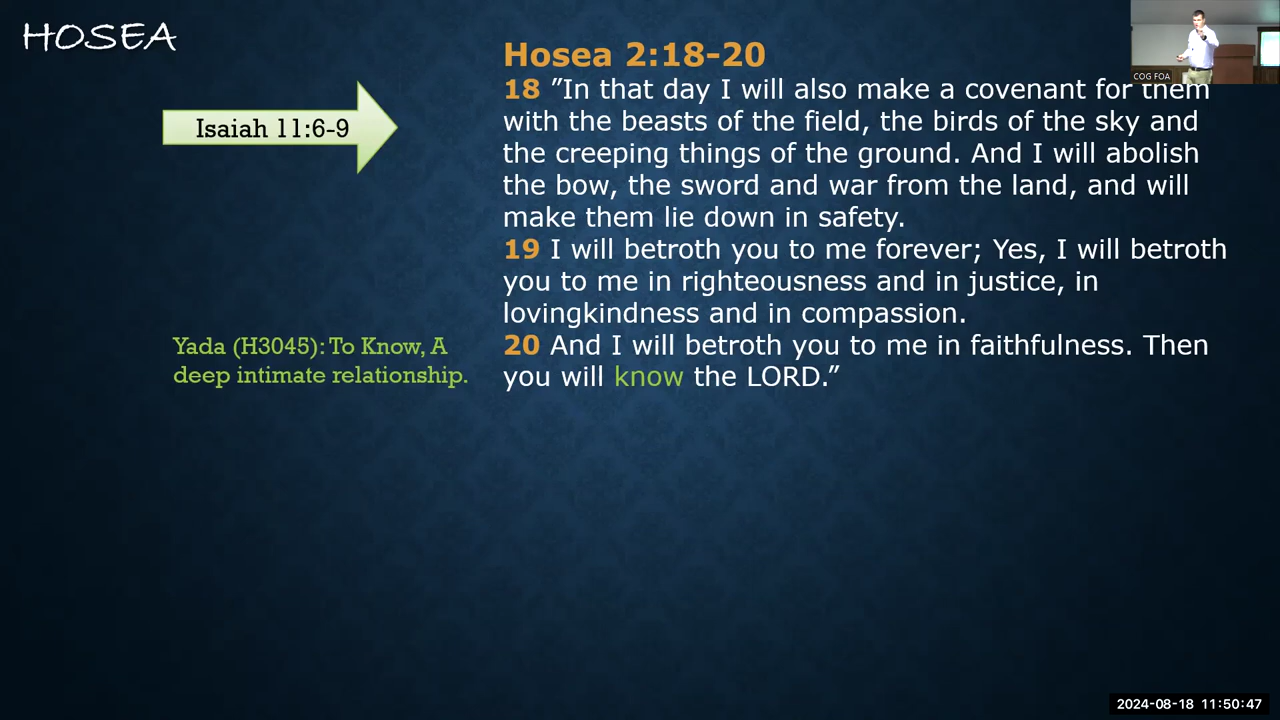 HOSEA
Isaiah 11:6-9
Yada (H3045): To Know, A
deep intimate relationship.
Hosea 2:18-20
18 ”In that day I will also make a covenant for them
with the beasts of the field, the birds of the sky and
the creeping things of the ground. And I will abolish
the bow, the sword and war from the land, and will
make them lie down in safety.
19 I will betroth you to me forever; Yes, I will betroth
you to me in righteousness and in justice, in
lovingkindness and in compassion.
20 And I will betroth you to me in faithfulness. Then
you will know the LORD.”
COG FOA
2024-08-18 11:50:47